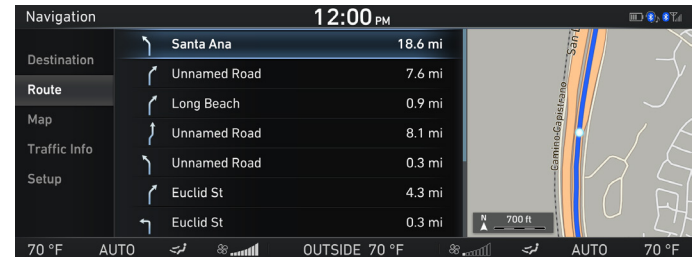 Navigation
12:00 PM
Destination
Route
Map
Traffic Info
Setup
Santa Ana 18.6 mi
Unnamed Road 7.6 mi
Long Beach 0.9 mi
Unnamed Road 8.1 mi
Unnamed Road 0.3 mi
Euclid St 4.3 mi
Euclid St 0.3 mi
San
Camino Capistrano
N 700 ft
70 °F AUTO OUTSIDE 70 °F AUTO 70 °F